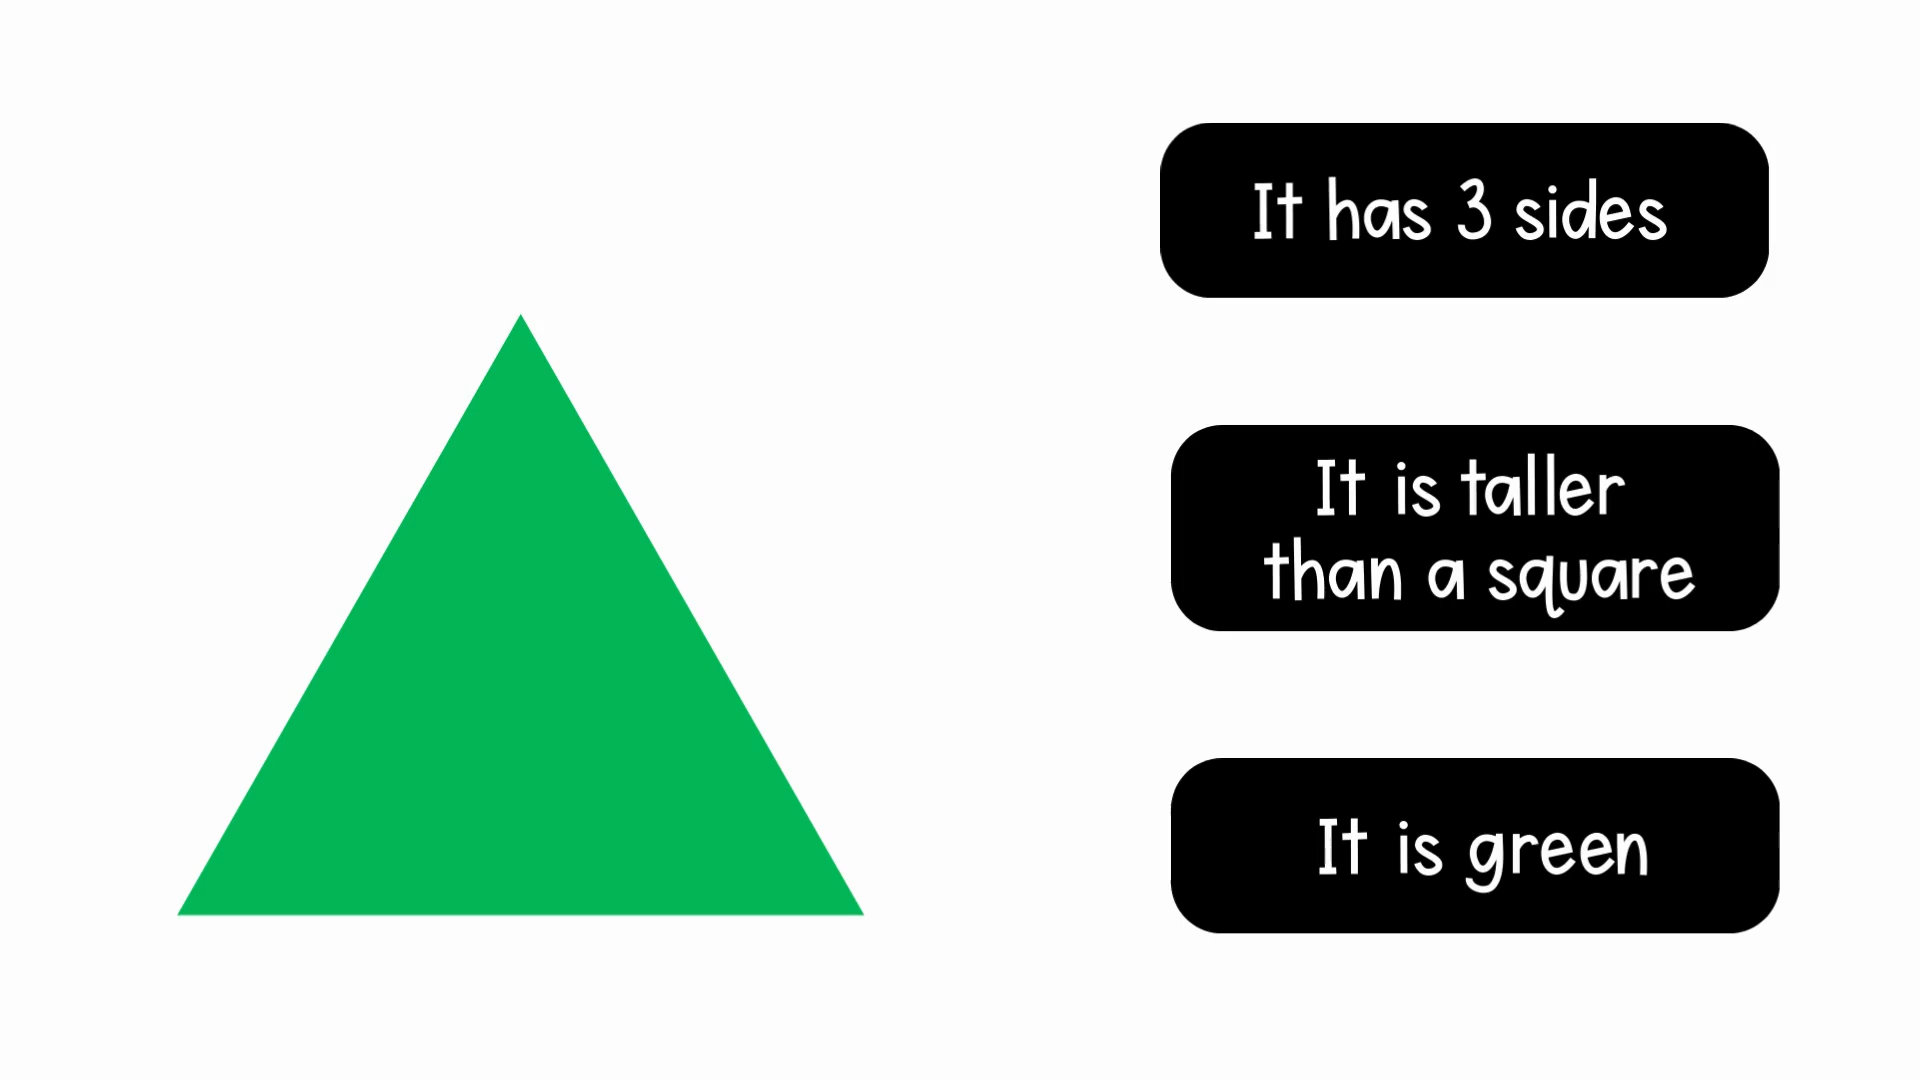 It has 3 sides
It is taller
than a square
It is green